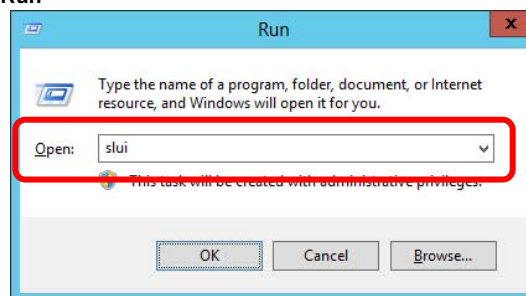 Run
Run
x
Type the name of a program, folder, document, or Internet
resource, and Windows will open it for you.
Open: slui
This task will be created with administrative privileges.
OK Cancel Browse...